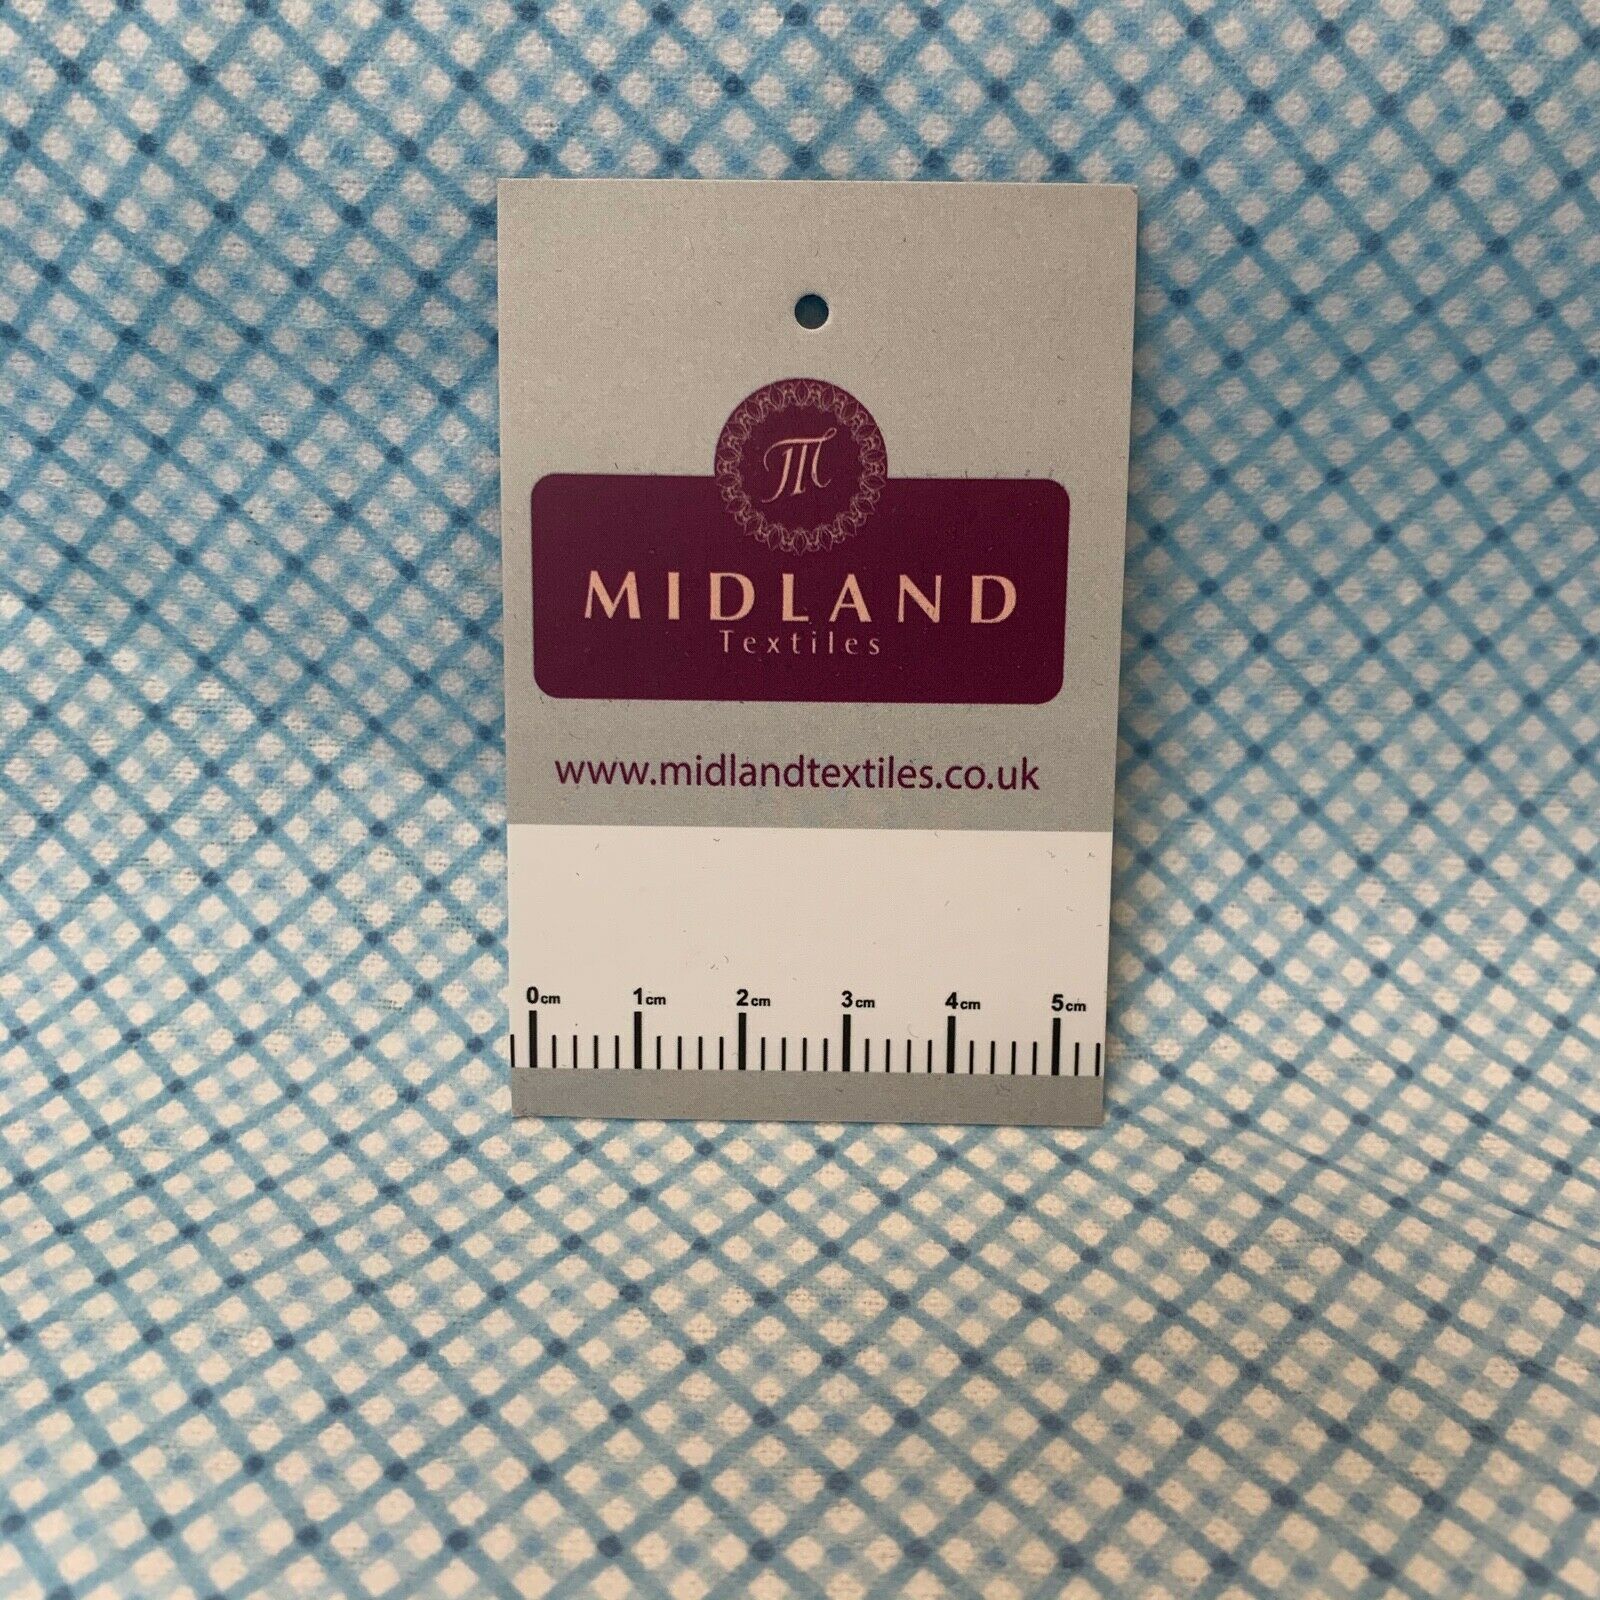 M
MIDLAND
Textiles
www.midlandtextiles.co.uk
0cm 1cm 2cm 3cm 4cm 5cm